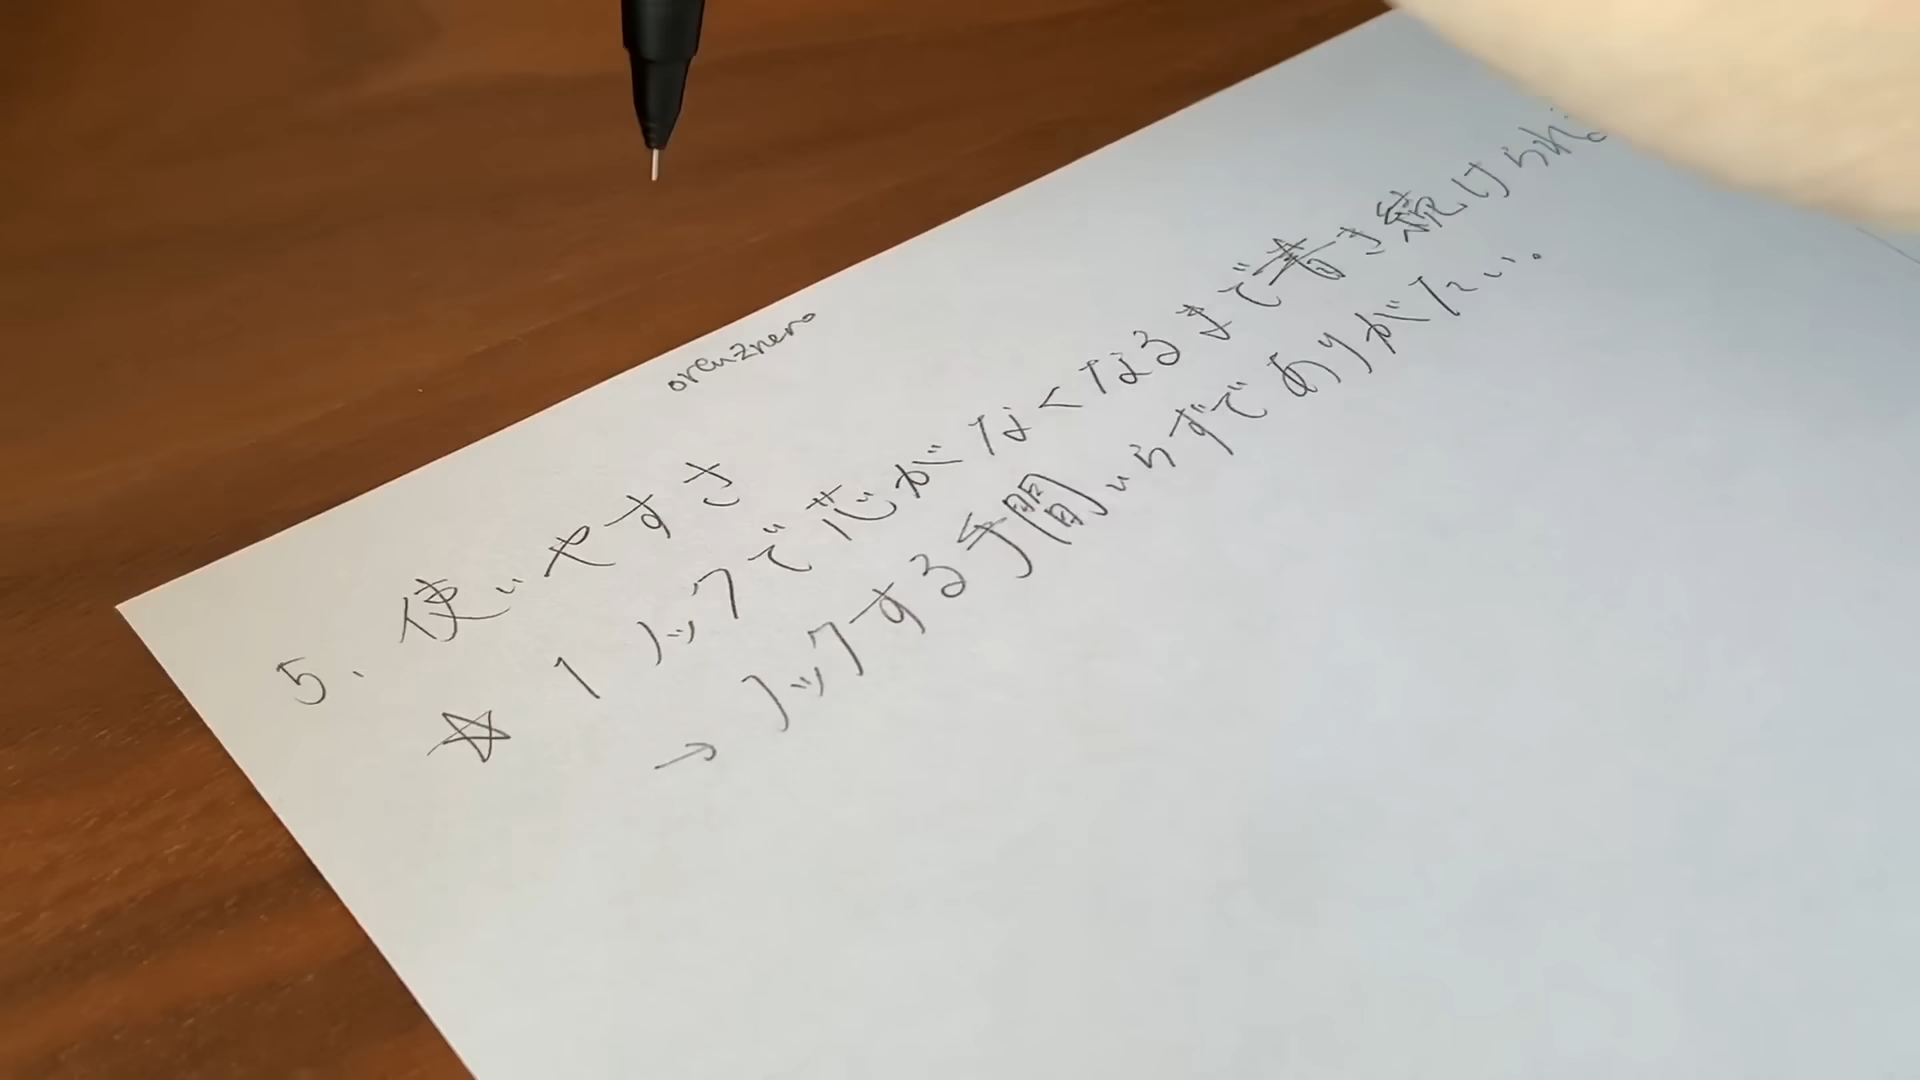 orenznero
5、使いやすさ
☆ 1ノックで芯がなくなるまで書き続けられる
→ ノックする手間いらずでありがたい。